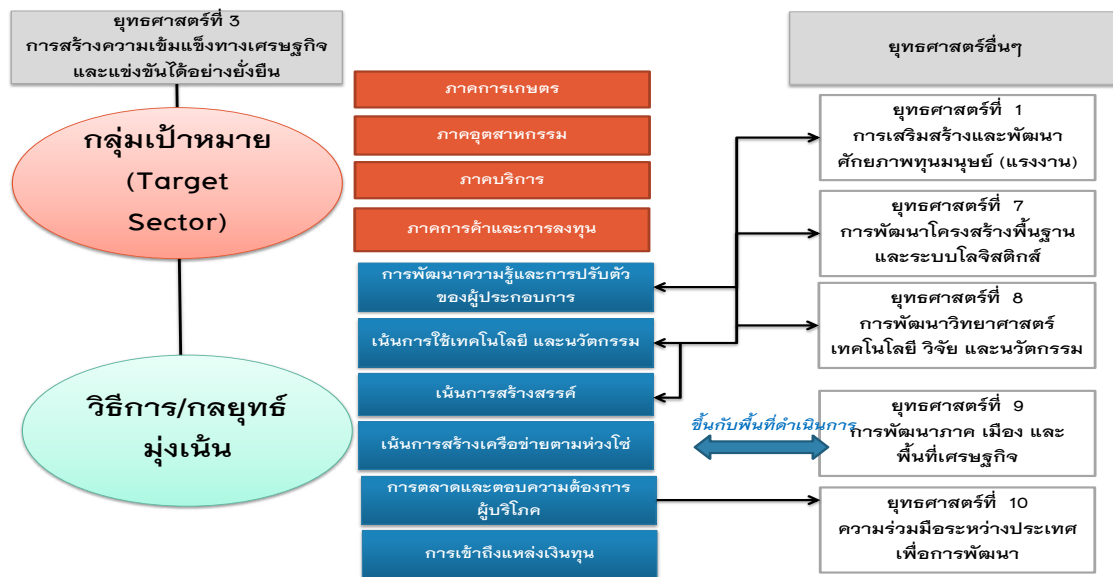 ยุทธศาสตร์ที่ 3
การสร้างความเข้มแข็งทางเศรษฐกิจ
และแข่งขันได้อย่างยั่งยืน
กลุ่มเป้าหมาย
(Target
Sector)
วิธีการ/กลยุทธ์
มุ่งเน้น
ภาคการเกษตร
ภาคอุตสาหกรรม
ภาคบริการ
ภาคการค้าและการลงทุน
การพัฒนาความรู้และการปรับตัว
ของผู้ประกอบการ
เน้นการใช้เทคโนโลยี และนวัตกรรม
เน้นการสร้างสรรค์
เน้นการสร้างเครือข่ายตามห่วงโซ่
การตลาดและตอบความต้องการ
ผู้บริโภค
การเข้าถึงแหล่งเงินทุน
ขึ้นกับพื้นที่ดำเนินการ
ยุทธศาสตร์อื่นๆ
ยุทธศาสตร์ที่ 1
การเสริมสร้างและพัฒนา
ศักยภาพทุนมนุษย์ (แรงงาน)
ยุทธศาสตร์ที่ 7
การพัฒนาโครงสร้างพื้นฐาน
และระบบโลจิสติกส์
ยุทธศาสตร์ที่ 8
การพัฒนาวิทยาศาสตร์
เทคโนโลยี วิจัย และนวัตกรรม
ยุทธศาสตร์ที่ 9
การพัฒนาภาค เมือง และ
พื้นที่เศรษฐกิจ
ยุทธศาสตร์ที่ 10
ความร่วมมือระหว่างประเทศ
เพื่อการพัฒนา